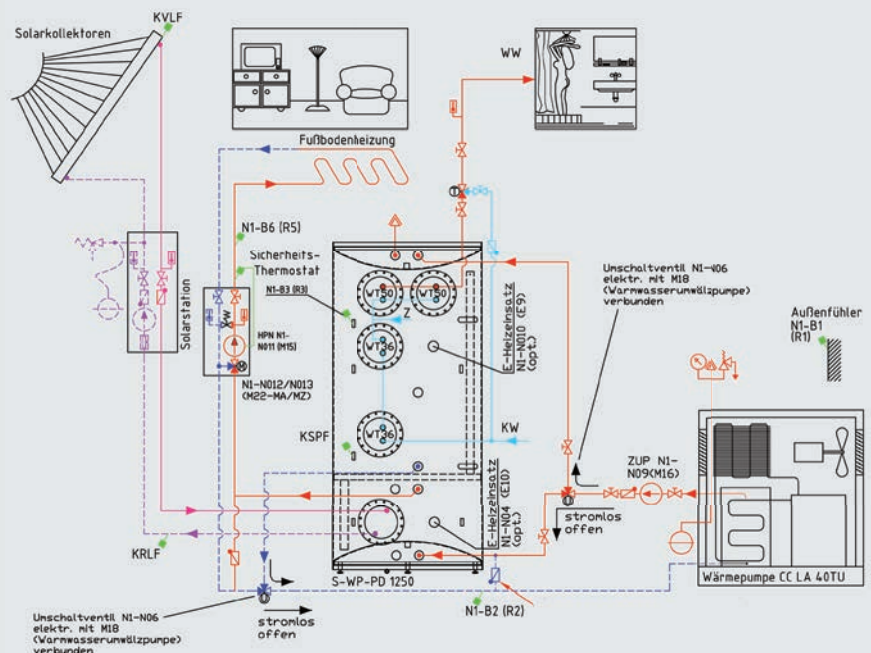 KVLF
Solarkollektoren
WW
Fußbodenheizung
N1-B6 (R5)
Sicherheits-
Thermostat
N1-B3 (R3)
Solarstation
HPN N1-
N011 (M15)
N1-N012/N013
(M22-MA/MZ)
WT50
WT50
Z
WT36
WT36
E-Heizeinsatz
N1-N010 (E9)
(opt.)
KW
KSPF
E-Heizeinsatz
N1-N04 (E10)
(opt.)
Umschaltventil N1-N06
elektr. mit M18
(Warmwasserumwälzpumpe)
verbunden
Außenfühler
N1-B1
(R1)
ZUP N1-
N09(M16)
stromlos
offen
Wärmepumpe CC LA 40TU
KRLF
S-WP-PD 1250
N1-B2 (R2)
stromlos
offen
Umschaltventil N1-N06
elektr. mit M18
(Warmwasserumwälzpumpe)
verbunden